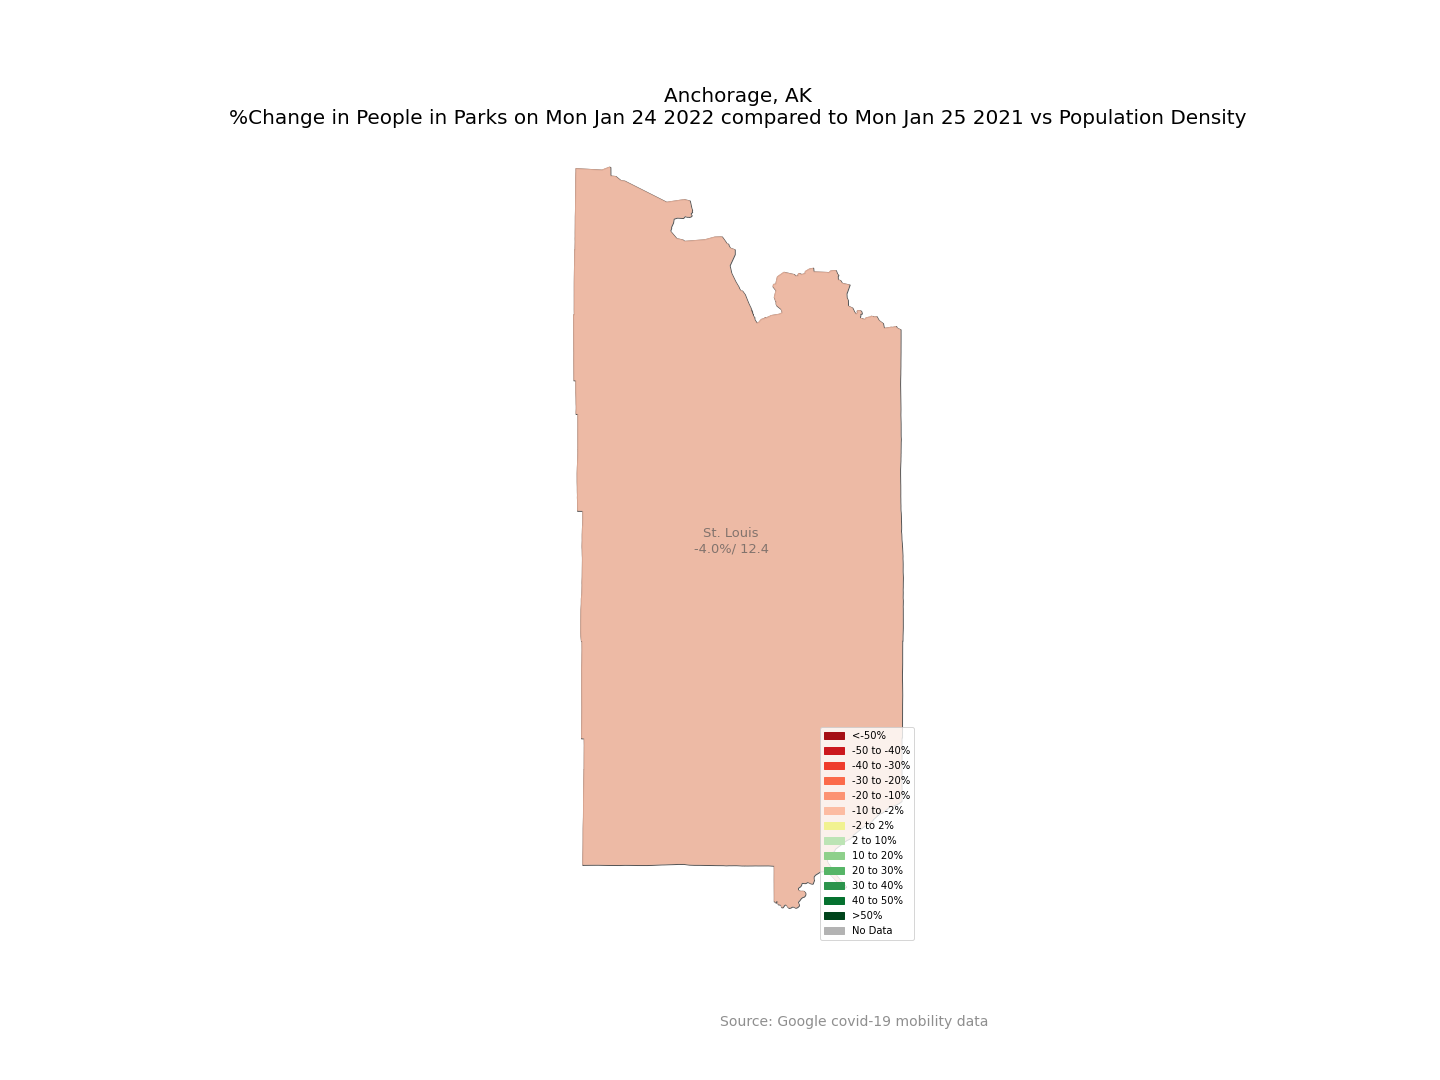 Anchorage, AK
%Change in People in Parks on Mon Jan 24 2022 compared to Mon Jan 25 2021 vs Population Density
St. Louis
-4.0%/ 12.4
<-50%
-50 to -40%
-40 to -30%
-30 to -20%
-20 to -10%
-10 to -2%
-2 to 2%
2 to 10%
10 to 20%
20 to 30%
30 to 40%
40 to 50%
>50%
No Data
Source: Google covid-19 mobility data